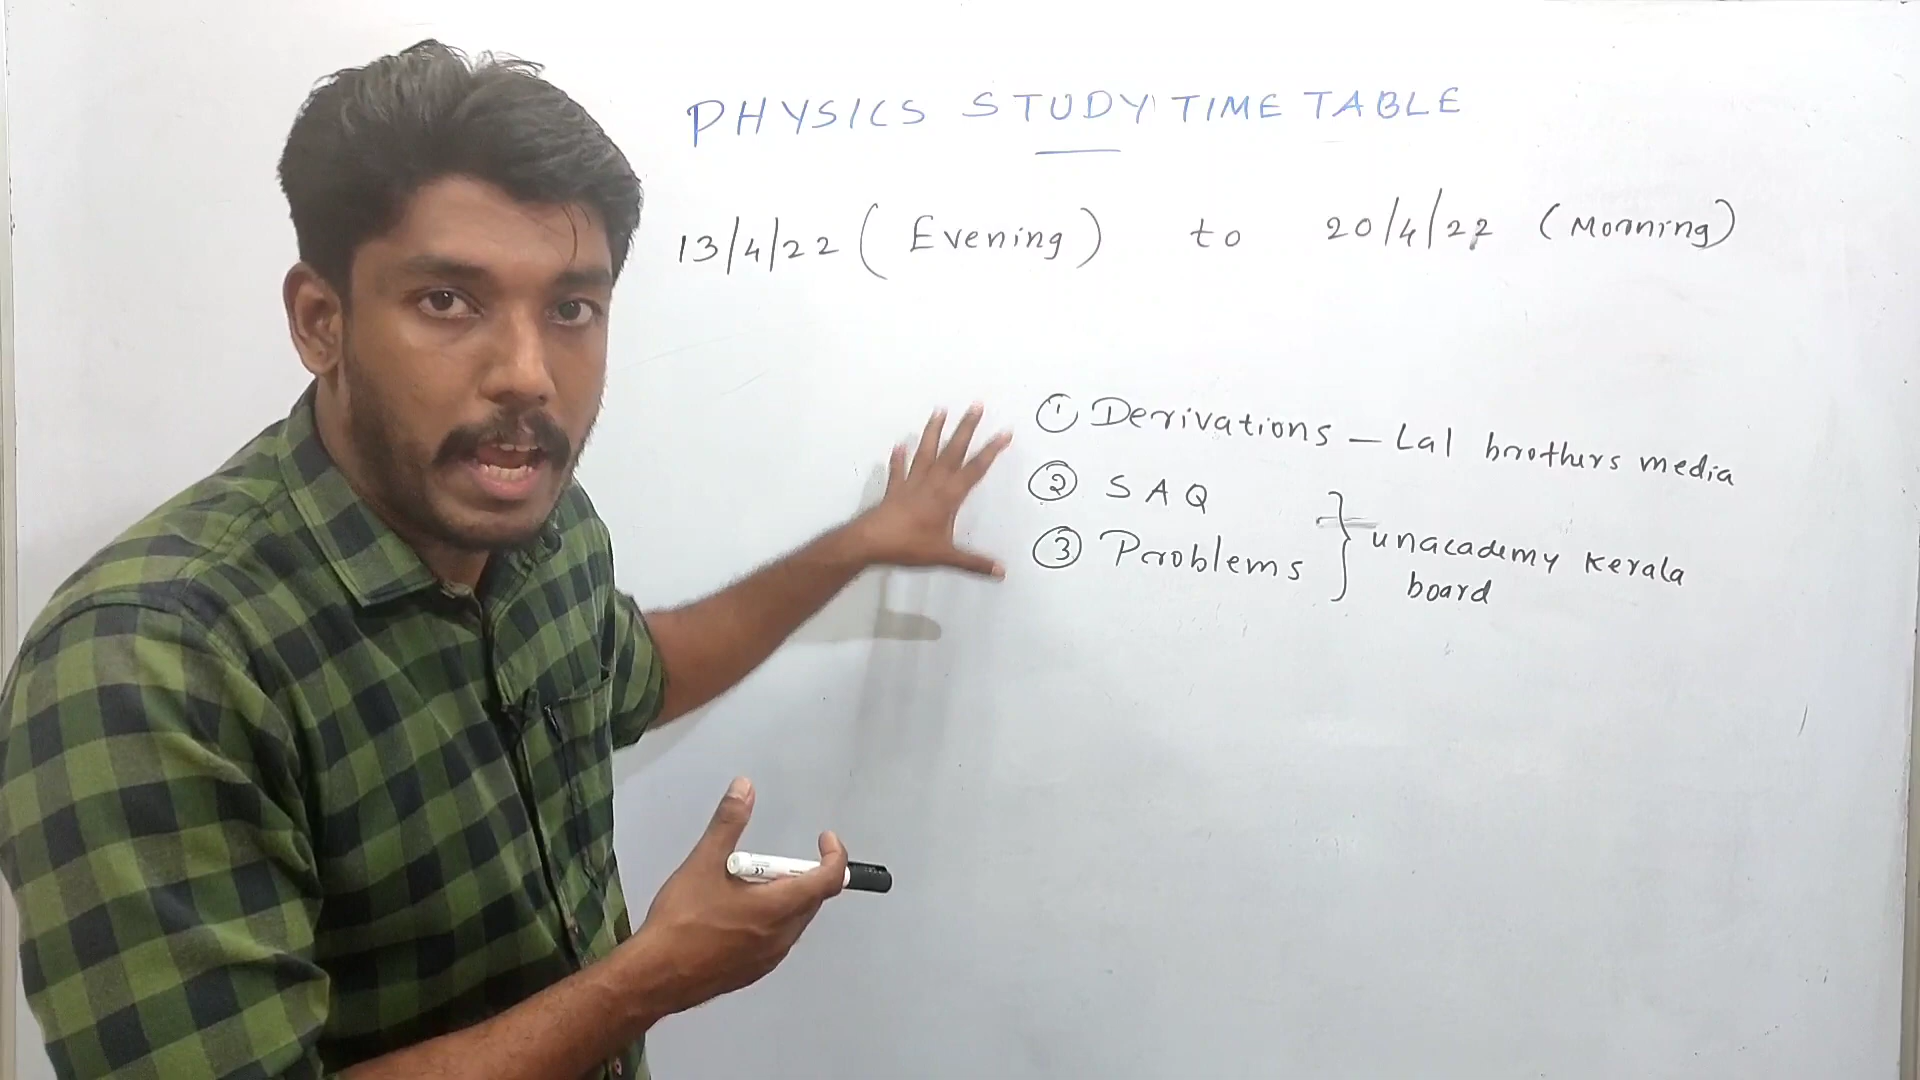 PHYSICS STUDY TIME TABLE
13/4/22 ( Evening ) to 20/4/22 ( Morning )
① Derivations - Lal brothers media
② SAQ
③ Problems } unacademy Kerala
board